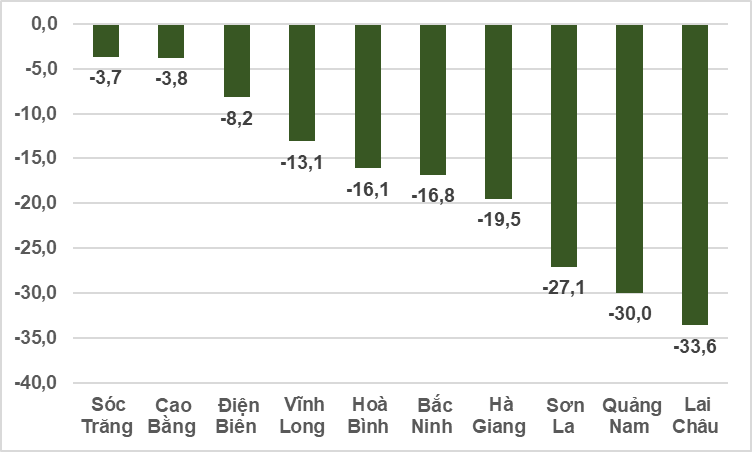 0,0
-5,0
-10,0
-15,0
-20,0
-25,0
-30,0
-35,0
-40,0
-3,7
-3,8
-8,2
-13,1
-16,1
-16,8
-19,5
-27,1
-30,0
-33,6
Sóc
Trăng
Cao
Bằng
Điện
Biên
Vĩnh
Long
Hoà
Bình
Bắc
Ninh
Hà
Giang
Sơn
La
Quảng
Nam
Lai
Châu